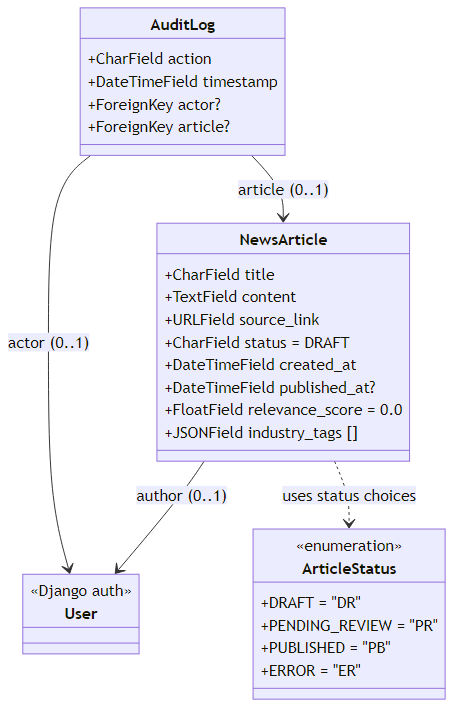 AuditLog
+CharField action
+DateTimeField timestamp
+ForeignKey actor?
+ForeignKey article?
article (0..1)
NewsArticle
+CharField title
+TextField content
+URLField source_link
+CharField status = DRAFT
+DateTimeField created_at
+DateTimeField published_at?
+FloatField relevance_score = 0.0
+JSONField industry_tags []
actor (0..1)
author (0..1)
uses status choices
«Django auth»
User
«enumeration»
ArticleStatus
+DRAFT = "DR"
+PENDING_REVIEW = "PR"
+PUBLISHED = "PB"
+ERROR = "ER"